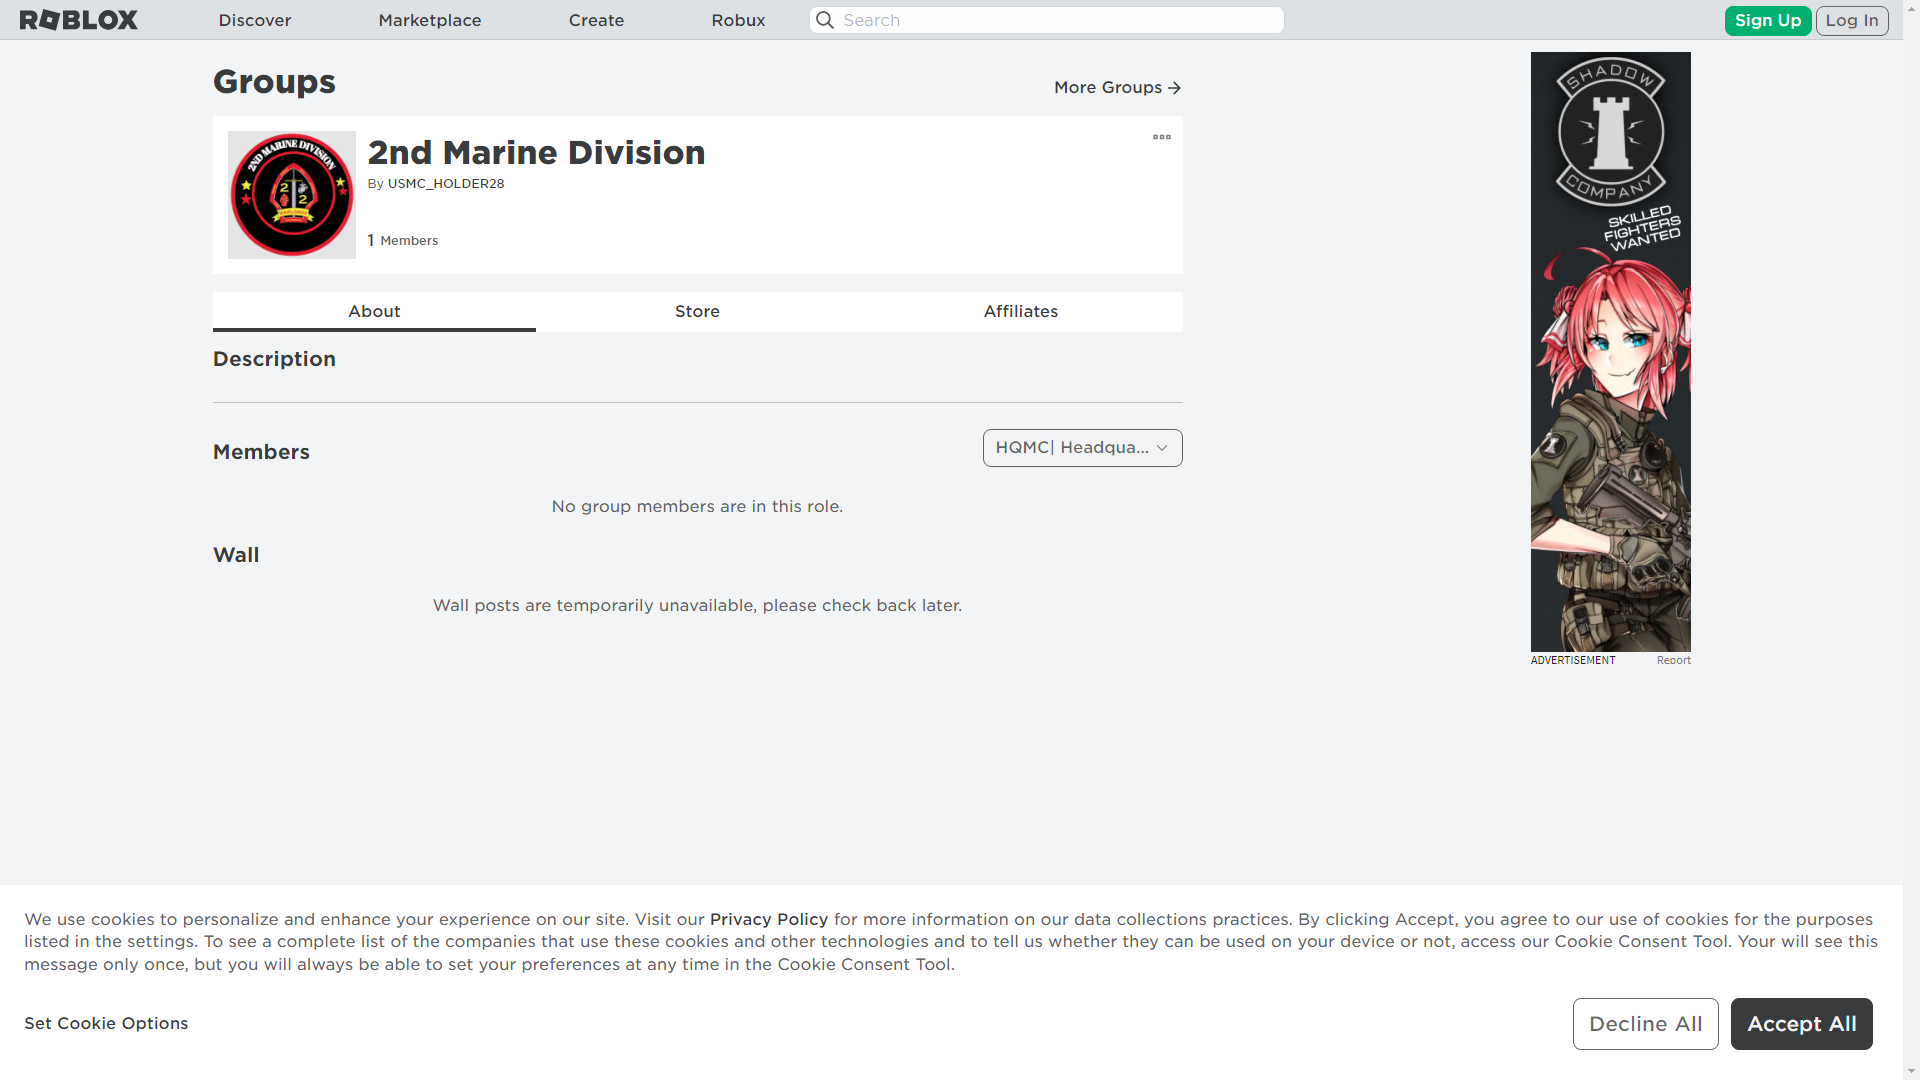 ROBLOX
Discover
Marketplace
Create
Robux
Search
Sign Up
Log In
Groups
More Groups
2ND MARINE DIVISION
2
2
2nd Marine Division
By USMC_HOLDER28
1 Members
About
Store
Affiliates
Description
Members
HQMC| Headqua...
No group members are in this role.
Wall
Wall posts are temporarily unavailable, please check back later.
SHADOW
COMPANY
SKILLED
FIGHTERS
WANTED
ADVERTISEMENT
Report
We use cookies to personalize and enhance your experience on our site. Visit our Privacy Policy for more information on our data collections practices. By clicking Accept, you agree to our use of cookies for the purposes
listed in the settings. To see a complete list of the companies that use these cookies and other technologies and to tell us whether they can be used on your device or not, access our Cookie Consent Tool. Your will see this
message only once, but you will always be able to set your preferences at any time in the Cookie Consent Tool.
Set Cookie Options
Decline All
Accept All